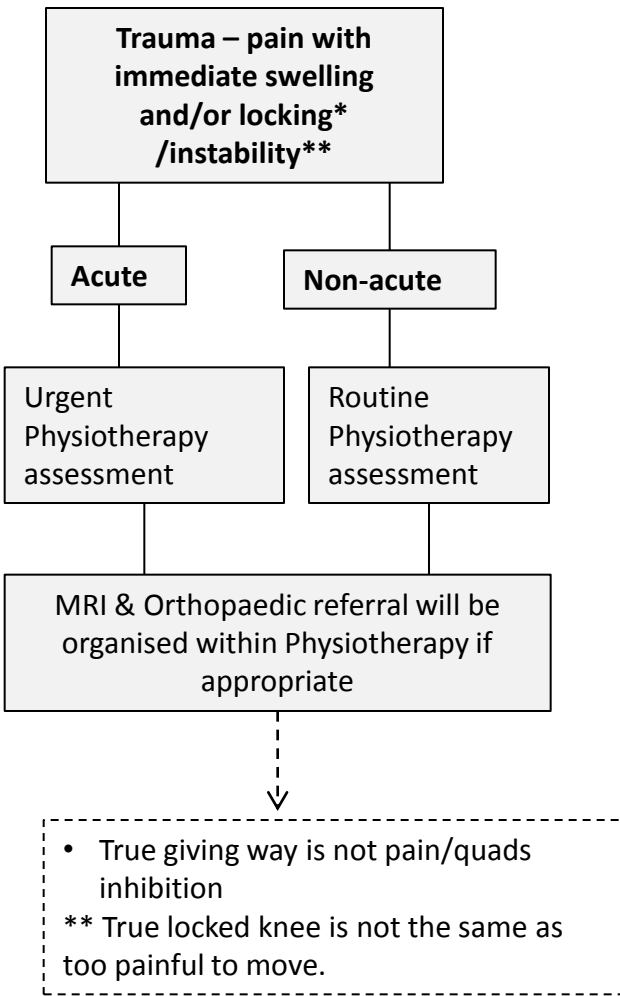 Trauma – pain with
immediate swelling
and/or locking*
/instability**
Acute
Non-acute
Urgent
Physiotherapy
assessment
Routine
Physiotherapy
assessment
MRI & Orthopaedic referral will be
organised within Physiotherapy if
appropriate
• True giving way is not pain/quads
inhibition
** True locked knee is not the same as
too painful to move.